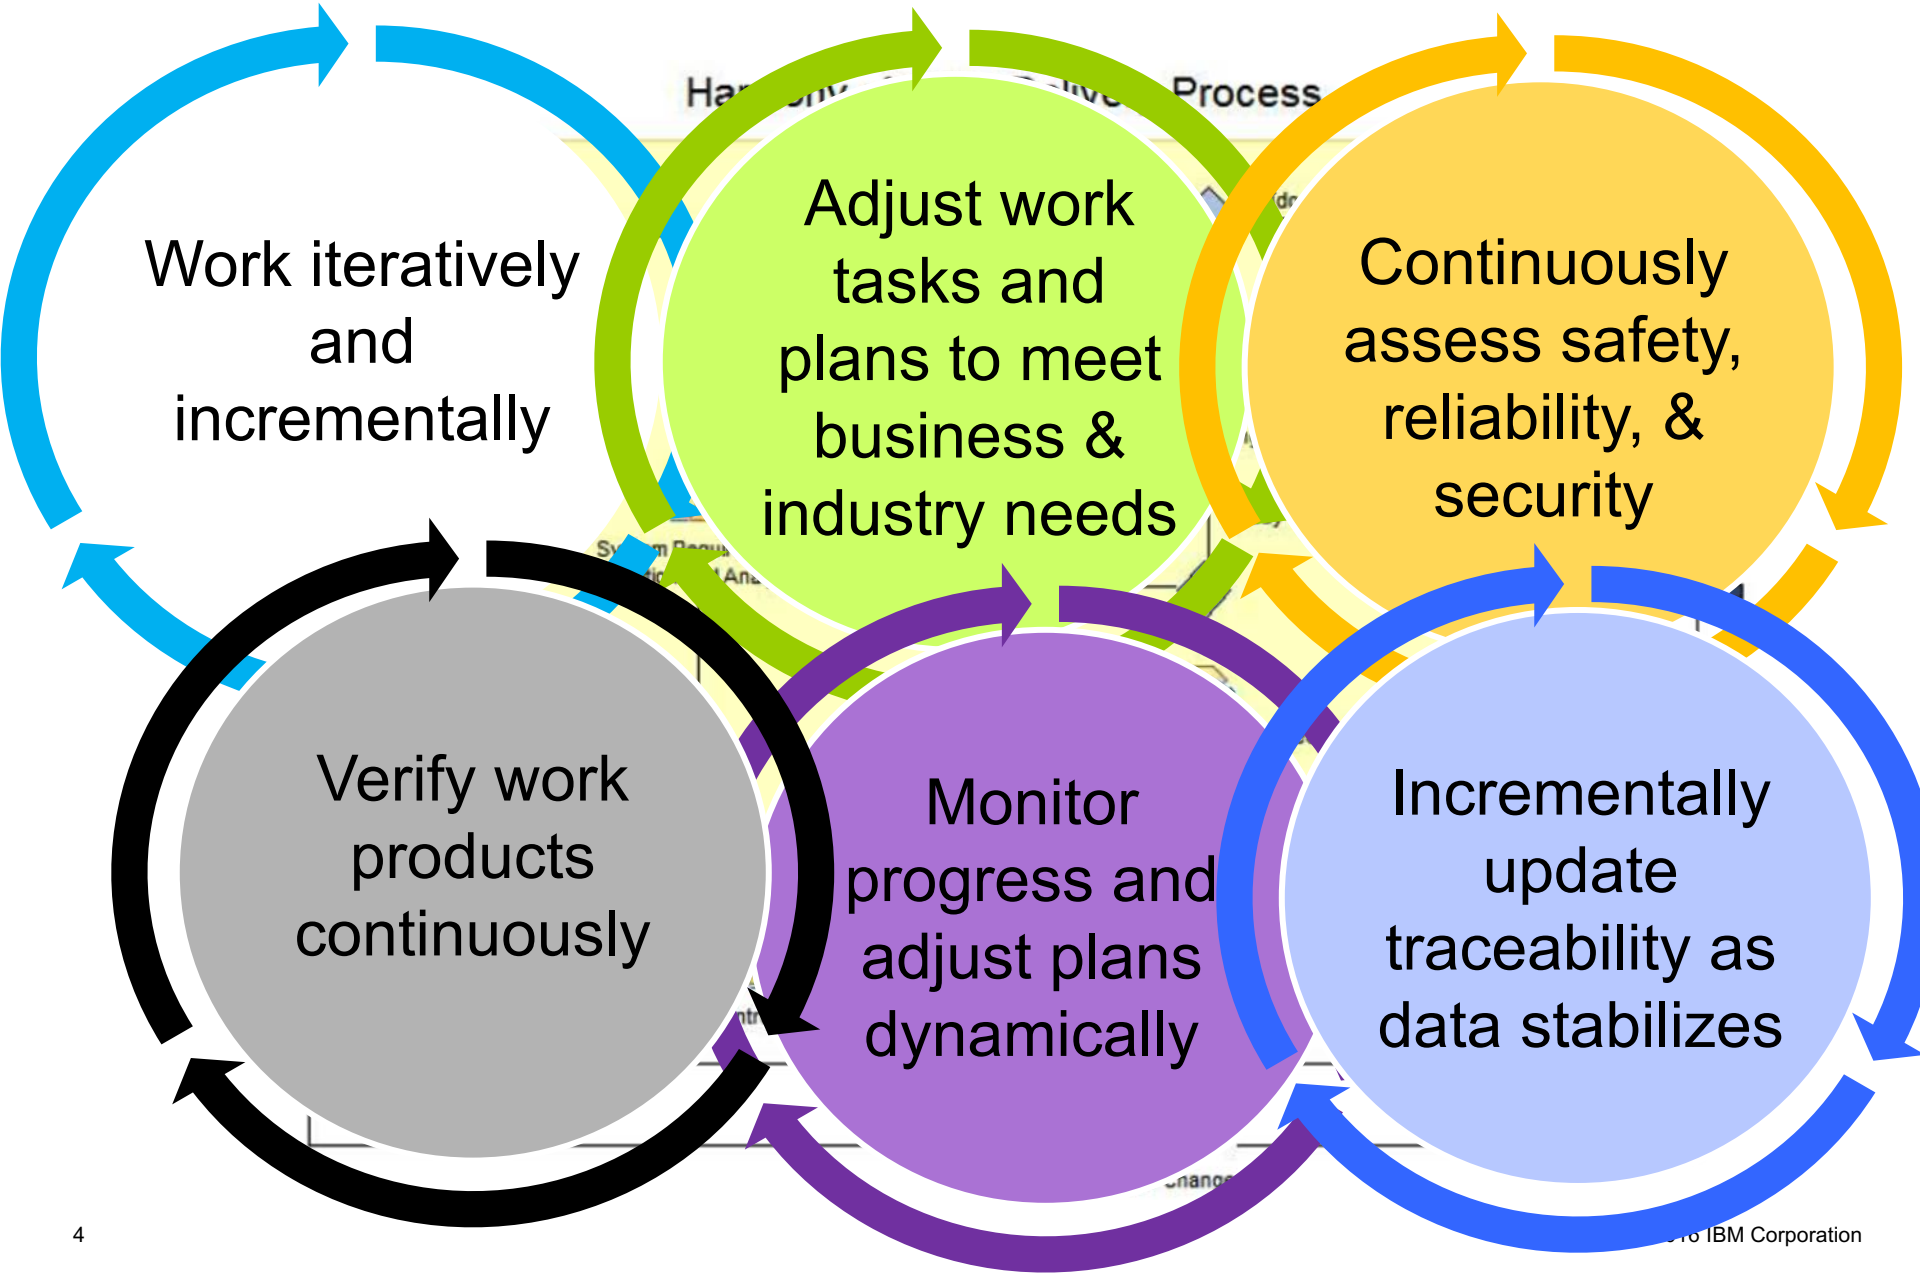 Process
Work iteratively
and
incrementally
Adjust work
tasks and
plans to meet
business &
industry needs
Continuously
assess safety,
reliability, &
security
Verify work
products
continuously
Monitor
progress and
adjust plans
dynamically
Incrementally
update
traceability as
data stabilizes
4
IBM Corporation